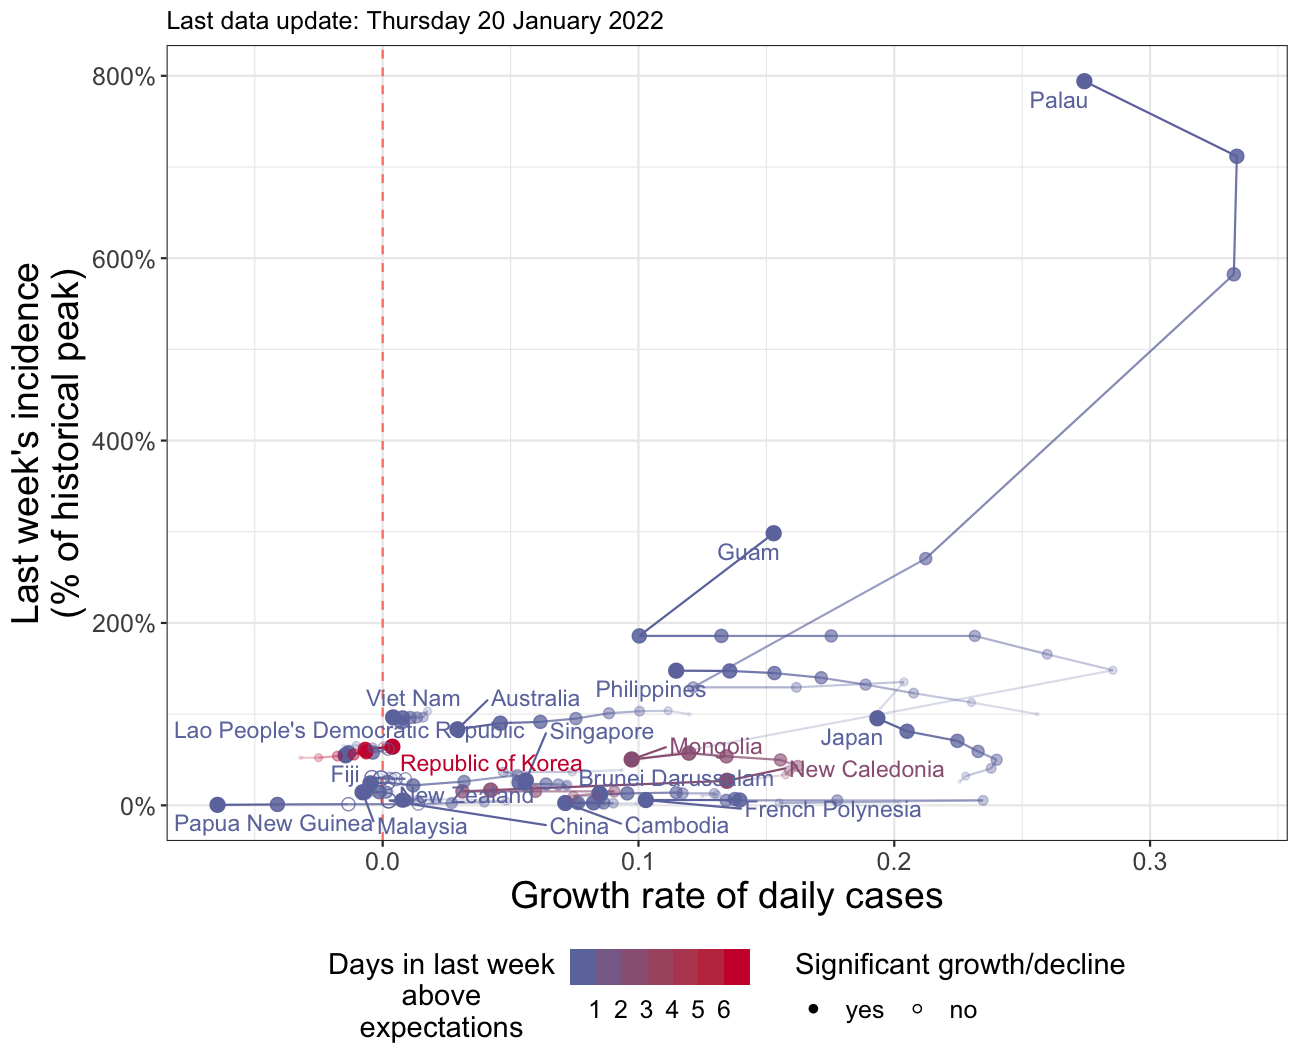 Last data update: Thursday 20 January 2022
800%
600%
400%
200%
0%
Last week's incidence
(% of historical peak)
Palau
Guam
Philippines
Viet Nam
Australia
Lao People's Democratic Republic
Singapore
Japan
Mongolia
Republic of Korea
New Caledonia
Fiji
Brunei Darussalam
New Zealand
French Polynesia
Papua New Guinea
Malaysia
China
Cambodia
0.0
0.1
0.2
0.3
Growth rate of daily cases
Days in last week
above
expectations
1 2 3 4 5 6
Significant growth/decline
yes no